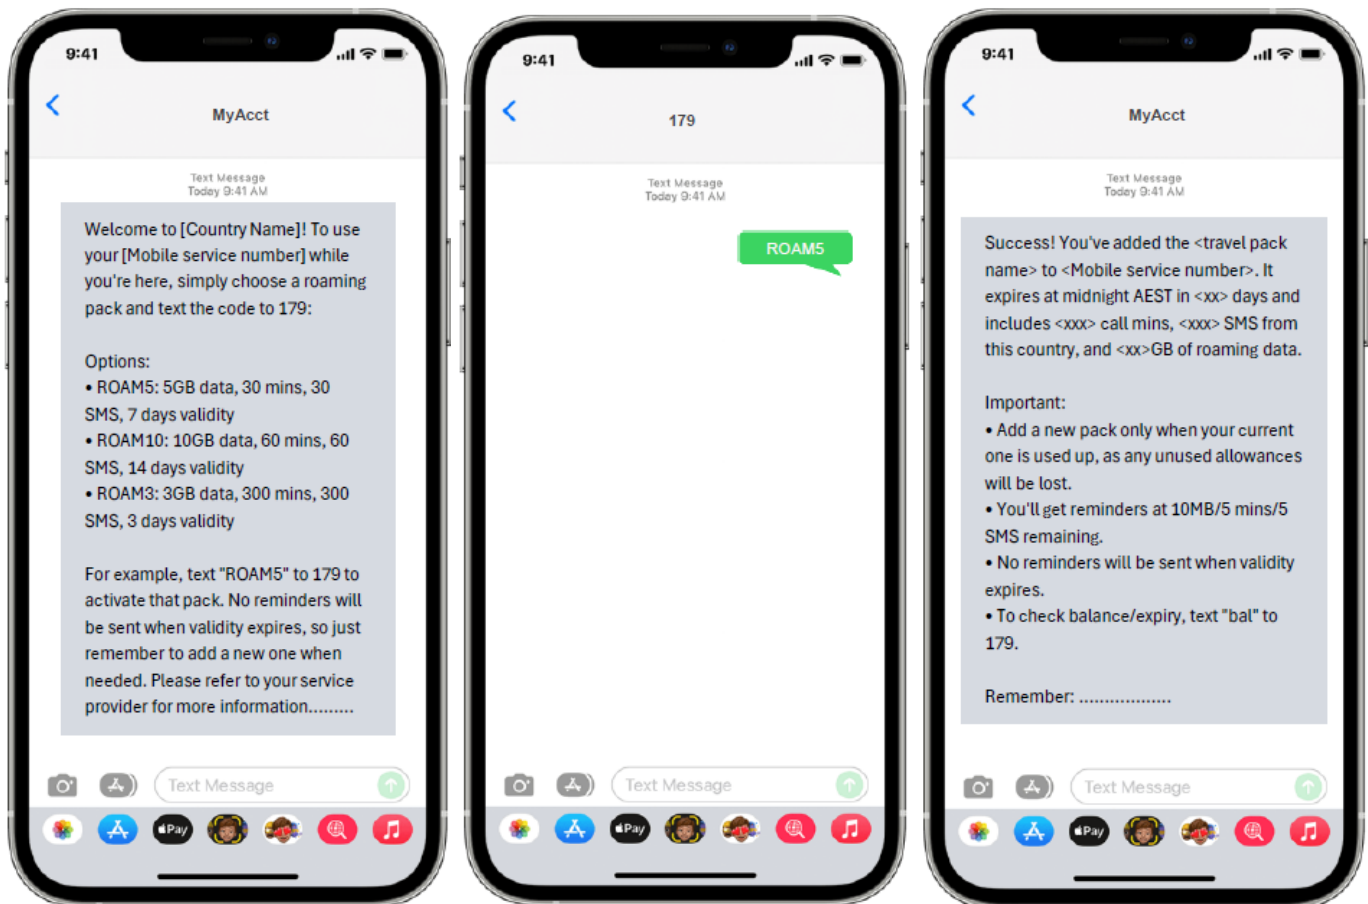 9:41
MyAcct
Text Message
Today 9:41 AM
Welcome to [Country Name]! To use
your [Mobile service number] while
you're here, simply choose a roaming
pack and text the code to 179:
Options:
• ROAM5: 5GB data, 30 mins, 30
SMS, 7 days validity
• ROAM10: 10GB data, 60 mins, 60
SMS, 14 days validity
• ROAM3: 3GB data, 300 mins, 300
SMS, 3 days validity
For example, text "ROAM5" to 179 to
activate that pack. No reminders will
be sent when validity expires, so just
remember to add a new one when
needed. Please refer to your service
provider for more information.........
Text Message
Pay
9:41
179
Text Message
Today 9:41 AM
ROAM5
Text Message
Pay
9:41
MyAcct
Text Message
Today 9:41 AM
Success! You've added the <travel pack
name> to <Mobile service number>. It
expires at midnight AEST in <xx> days and
includes <xxx> call mins, <xxx> SMS from
this country, and <xx>GB of roaming data.
Important:
• Add a new pack only when your current
one is used up, as any unused allowances
will be lost.
• You'll get reminders at 10MB/5 mins/5
SMS remaining.
• No reminders will be sent when validity
expires.
• To check balance/expiry, text "bal" to
179.
Remember: ..................
Text Message
Pay